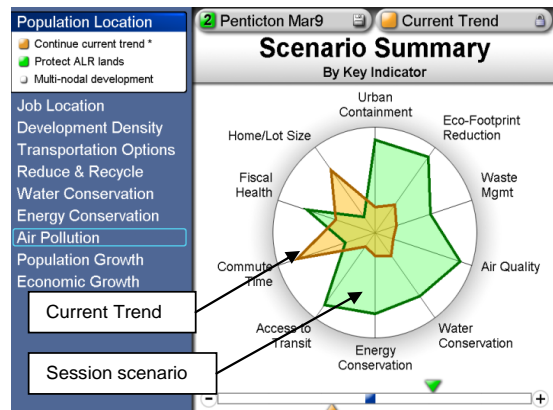 Population Location
Continue current trend *
Protect ALR lands
Multi-nodal development
Job Location
Development Density
Transportation Options
Reduce & Recycle
Water Conservation
Energy Conservation
Air Pollution
Population Growth
Economic Growth
Current Trend
Session scenario
2 Penticton Mar9
Current Trend
Scenario Summary
By Key Indicator
Urban
Containment
Eco-Footprint
Reduction
Waste
Mgmt
Air Quality
Water
Conservation
Energy
Conservation
Access to
Transit
Commute
Time
Fiscal
Health
Home/Lot Size